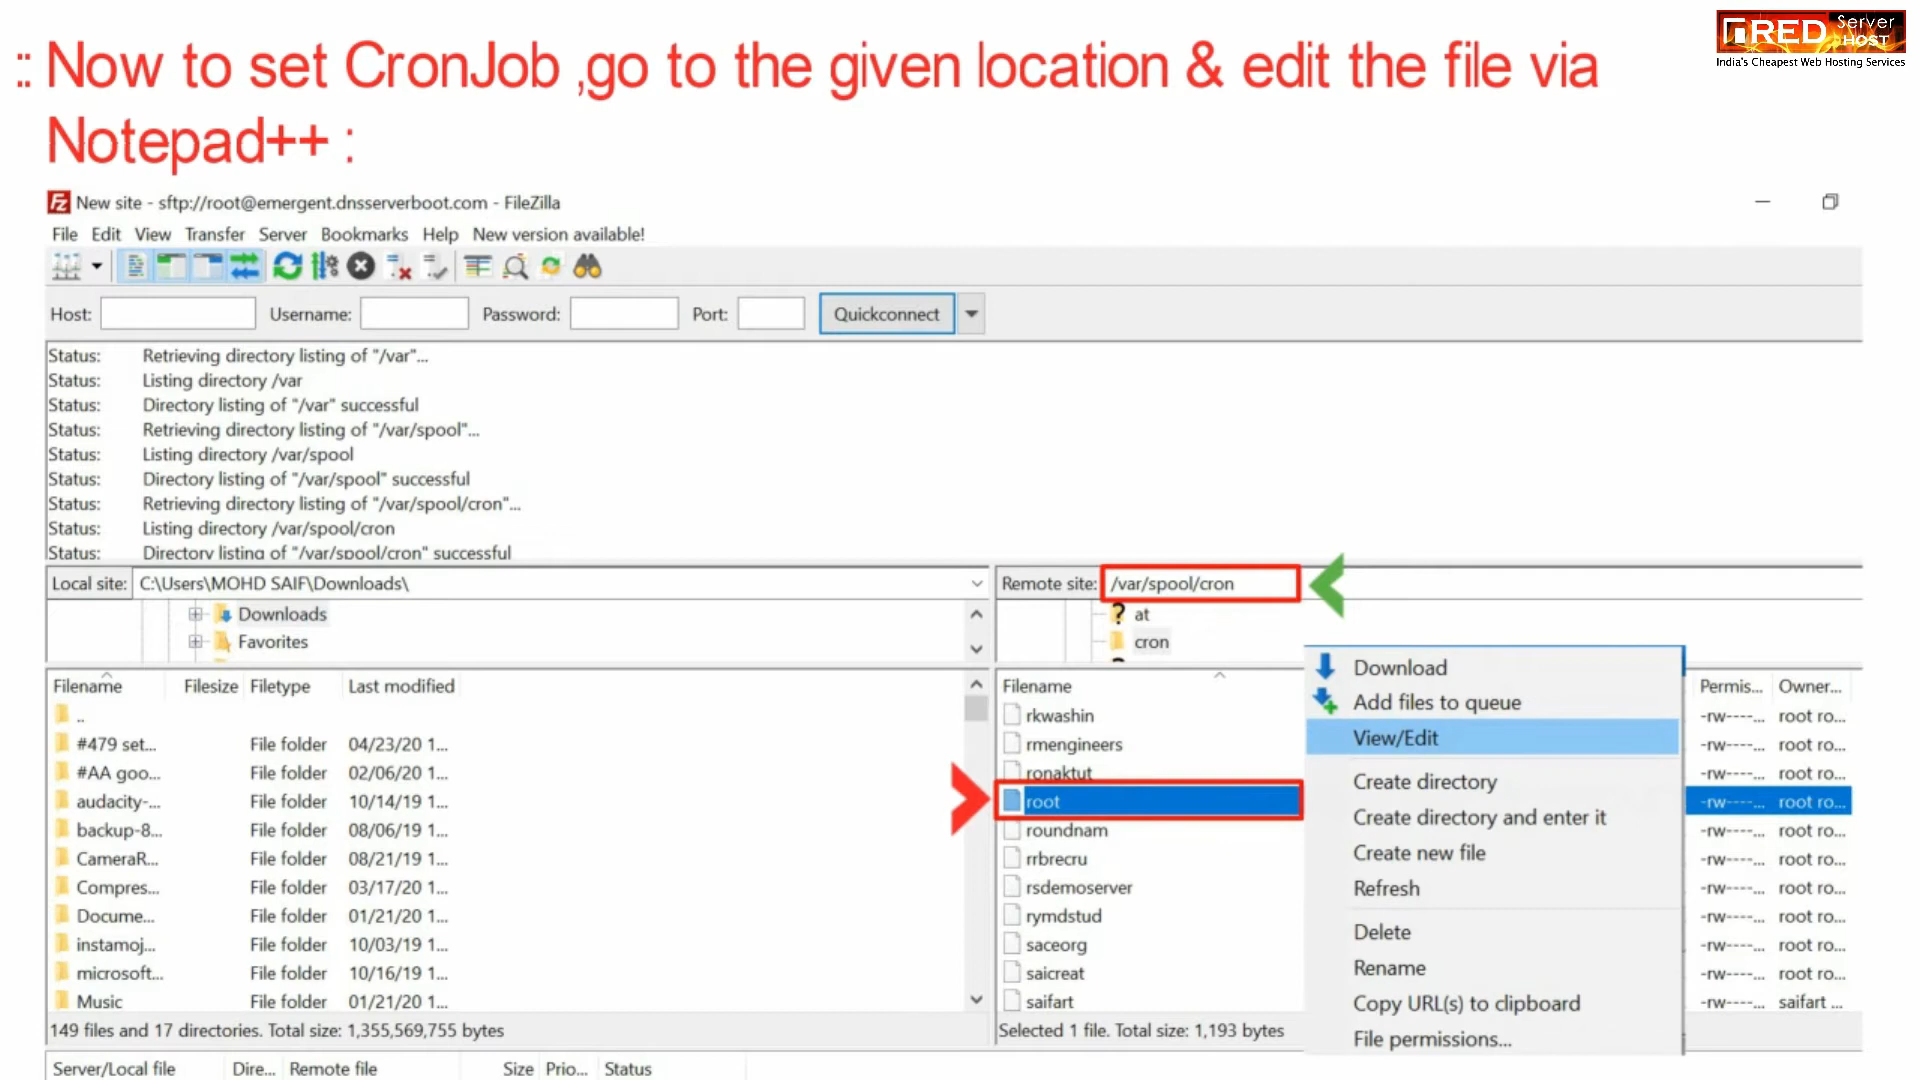 RED Server
HOST
India's Cheapest Web Hosting Services
:: Now to set CronJob ,go to the given location & edit the file via
Notepad++ :
Fz New site - sftp://root@emergent.dnsserverboot.com - FileZilla
File Edit View Transfer Server Bookmarks Help New version available!
Host: Username: Password: Port: Quickconnect
Status: Retrieving directory listing of "/var"...
Status: Listing directory /var
Status: Directory listing of "/var" successful
Status: Retrieving directory listing of "/var/spool"...
Status: Listing directory /var/spool
Status: Directory listing of "/var/spool" successful
Status: Retrieving directory listing of "/var/spool/cron"...
Status: Listing directory /var/spool/cron
Status: Directory listing of "/var/spool/cron" successful
Local site: C:\Users\MOHD SAIF\Downloads\
Downloads
Favorites
Filename Filesize Filetype Last modified
..
#479 set... File folder 04/23/20 1...
#AA goo... File folder 02/06/20 1...
audacity-... File folder 10/14/19 1...
backup-8... File folder 08/06/19 1...
CameraR... File folder 08/21/19 1...
Compres... File folder 03/17/20 1...
Docume... File folder 01/21/20 1...
instamoj... File folder 10/03/19 1...
microsoft... File folder 10/16/19 1...
Music File folder 01/21/20 1...
149 files and 17 directories. Total size: 1,355,569,755 bytes
Remote site: /var/spool/cron
? at
cron
Filename Permis... Owner...
rkwashin -rw----... root ro...
rmengineers -rw----... root ro...
ronaktut -rw----... root ro...
root -rw----... root ro...
roundnam -rw----... root ro...
rrbrecru -rw----... root ro...
rsdemoserver -rw----... root ro...
rymdstud -rw----... root ro...
saceorg -rw----... root ro...
saicreat -rw----... root ro...
saifart -rw----... saifart ...
Selected 1 file. Total size: 1,193 bytes
Download
Add files to queue
View/Edit
Create directory
Create directory and enter it
Create new file
Refresh
Delete
Rename
Copy URL(s) to clipboard
File permissions...
Server/Local file Dire... Remote file Size Prio... Status